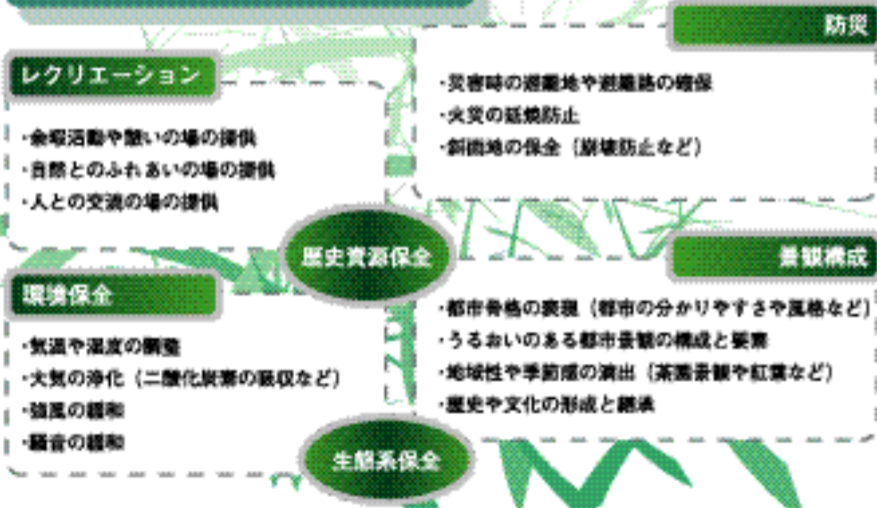 レクリエーション
・余暇活動や憩いの場の提供
・自然とのふれあいの場の提供
・人との交流の場の提供
防災
・災害時の避難地や避難路の確保
・火災の延焼防止
・斜面地の保全（崩壊防止など）
歴史資源保全
環境保全
・気温や湿度の調整
・大気の浄化（二酸化炭素の吸収など）
・強風の緩和
・騒音の緩和
景観構成
・都市骨格の表現（都市の分かりやすさや風格など）
・うるおいのある都市景観の構成と要素
・地域性や季節感の演出（茶園景観や紅葉など）
・歴史や文化の形成と継承
生態系保全